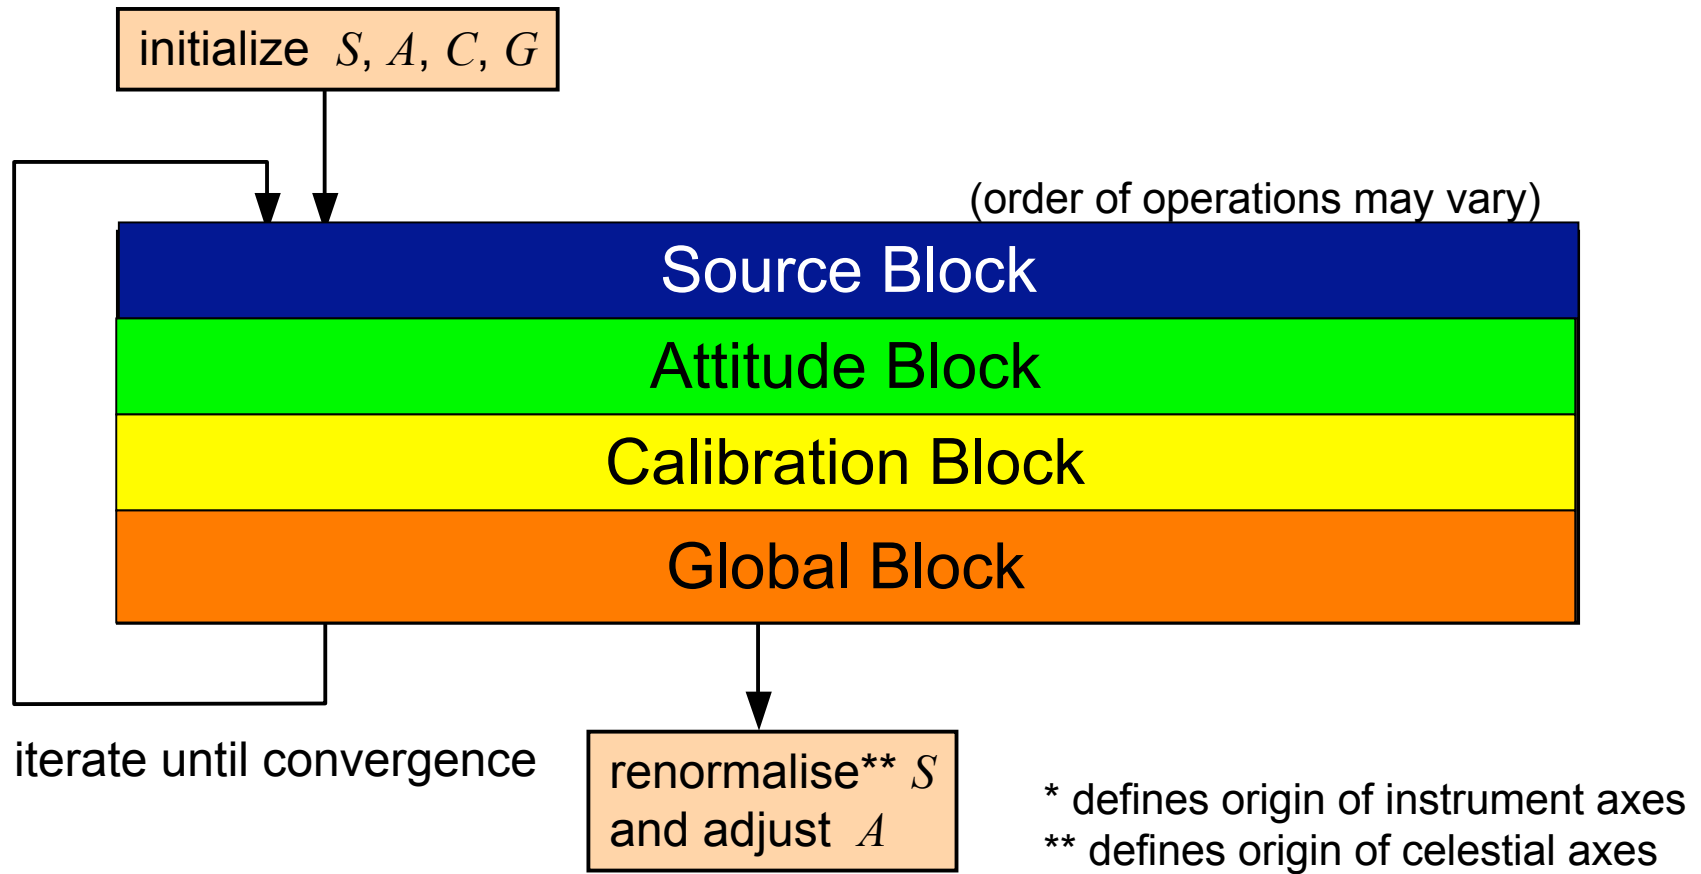 initialize S, A, C, G
(order of operations may vary)
Source Block
Attitude Block
Calibration Block
Global Block
iterate until convergence
renormalise** S
and adjust A
* defines origin of instrument axes
** defines origin of celestial axes